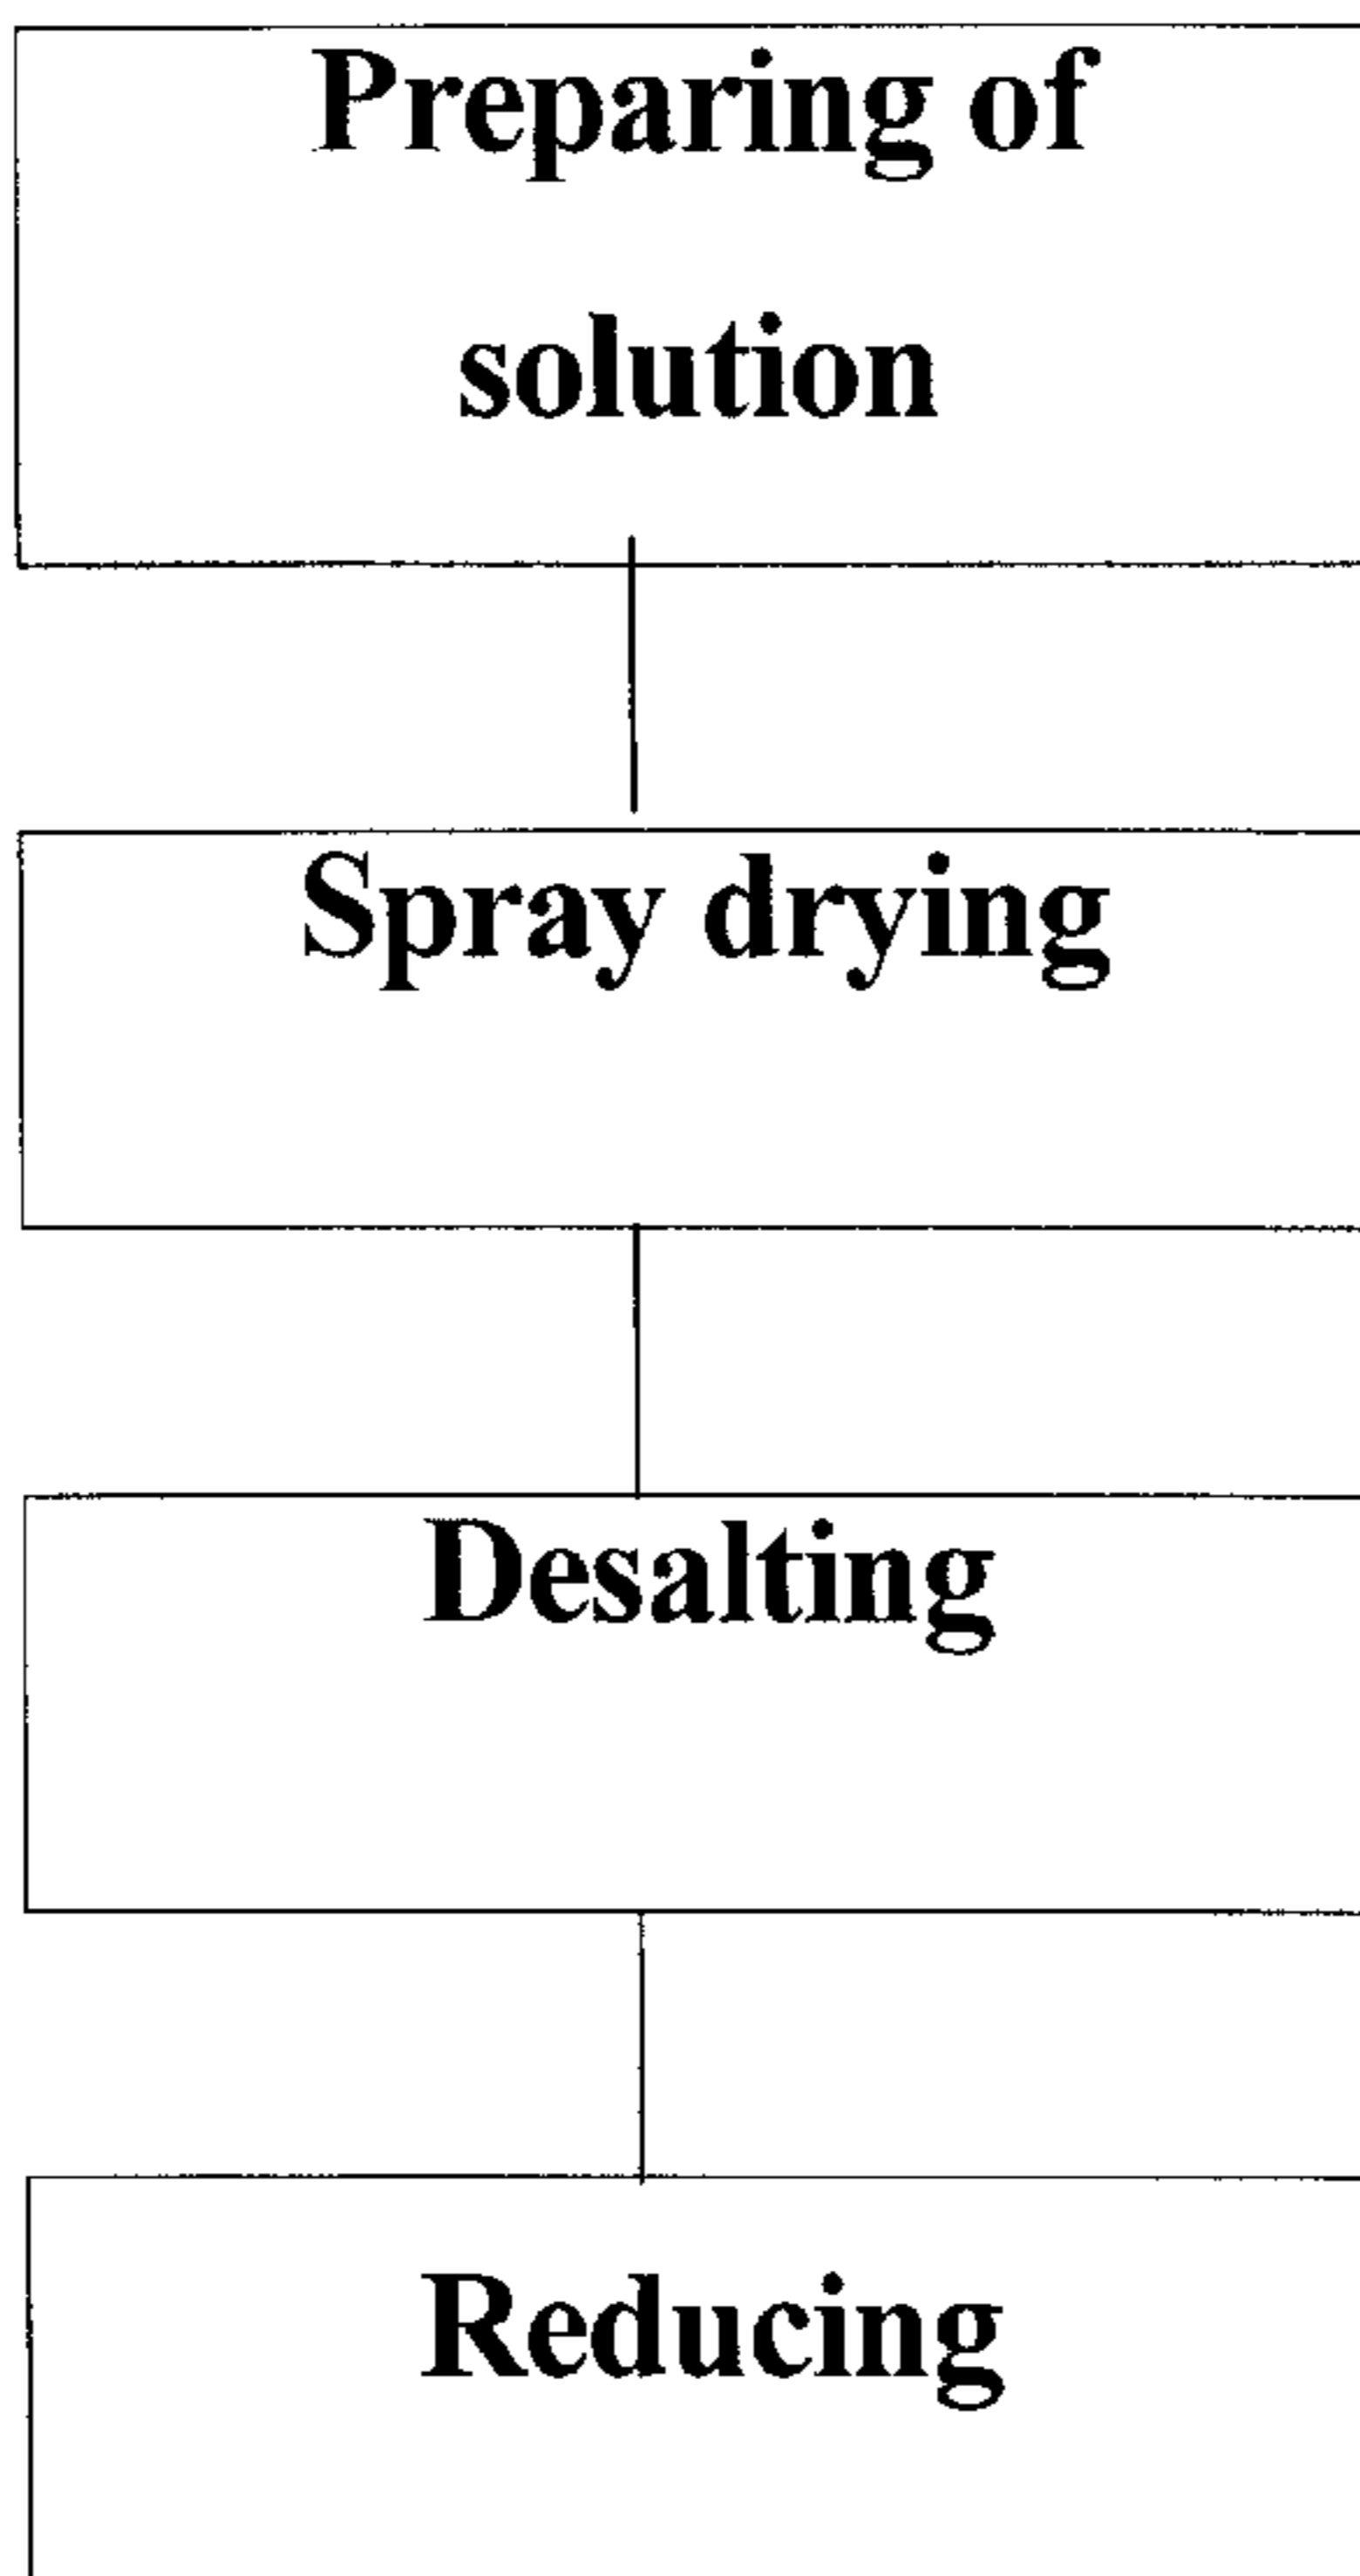 Preparing of
solution
Spray drying
Desalting
Reducing